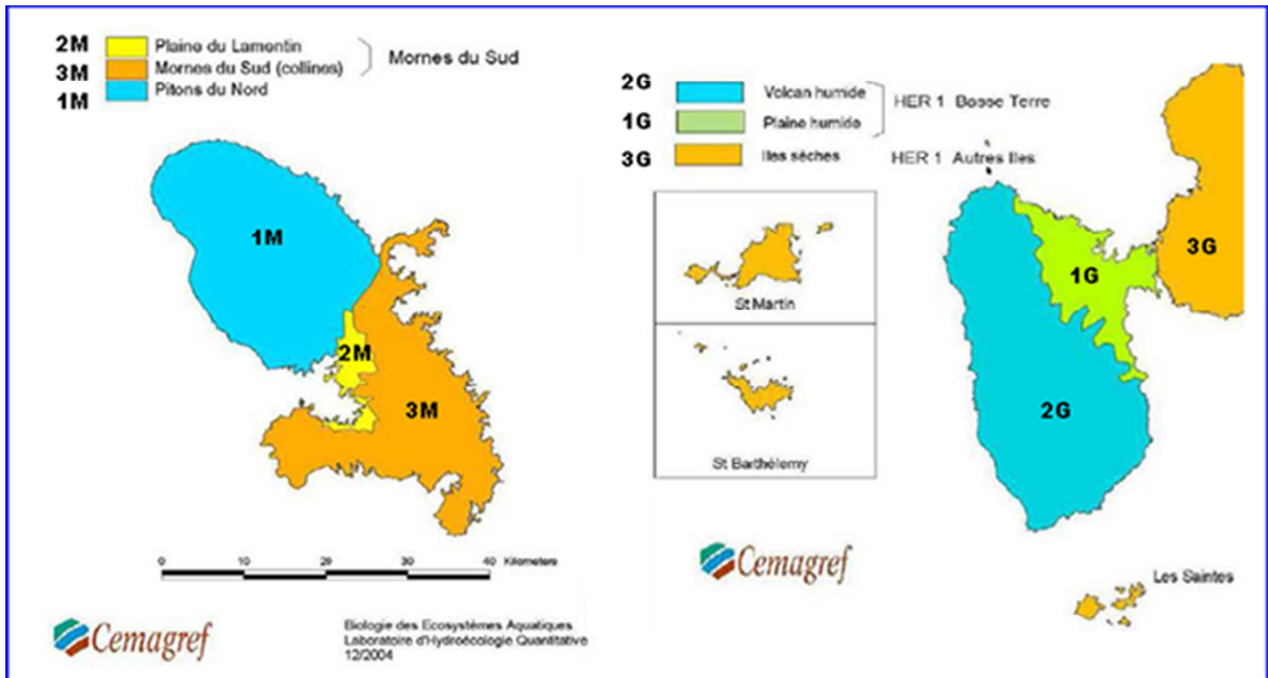 2M Plaine du Lamentin
3M Mornes du Sud (collines)
Mornes du Sud
1M Pitons du Nord
1M
2M
3M
0 10 20 30 40 Kilometers
Cemagref
Biologie des Ecosystèmes Aquatiques
Laboratoire d'Hydroécologie Quantitative
12/2004
2G Volcan humide
HER 1 Basse Terre
1G Plaine humide
3G Iles sèches HER 1 Autres Iles
3G
1G
2G
St Martin
St Barthélemy
Cemagref
Les Saintes